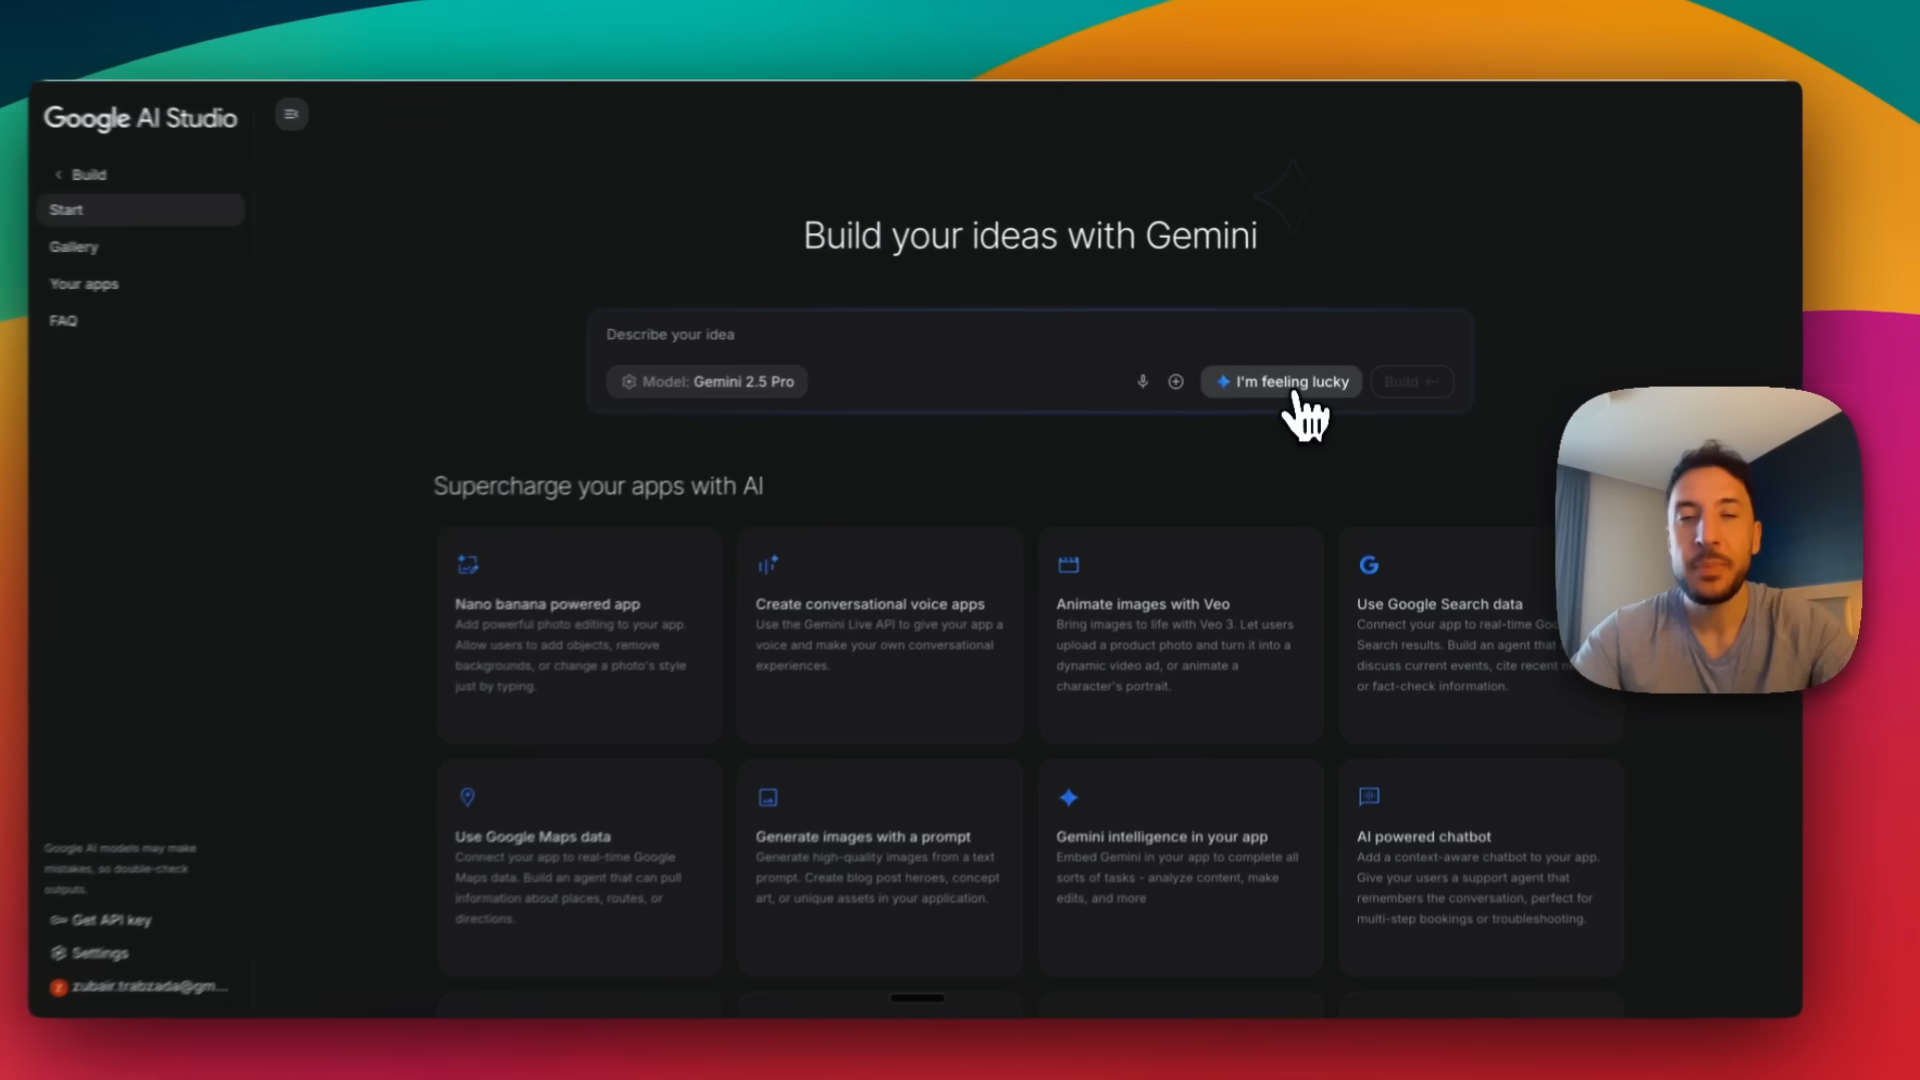 Google AI Studio
Build
Start
Gallery
Your apps
FAQ
Build your ideas with Gemini
Describe your idea
Model: Gemini 2.5 Pro
I'm feeling lucky
Build
Supercharge your apps with AI
Nano banana powered app
Add powerful photo editing to your app.
Allow users to add objects, remove
backgrounds, or change a photo's style
just by typing.
Create conversational voice apps
Use the Gemini Live API to give your app a
voice and make your own conversational
experiences.
Animate images with Veo
Bring images to life with Veo 3. Let users
upload a product photo and turn it into a
dynamic video ad, or animate a
character's portrait.
Use Google Search data
Connect your app to real-time
Search results. Build an agent that
discuss current events, cite recent
or fact-check information.
Use Google Maps data
Connect your app to real-time Google
Maps data. Build an agent that can pull
information about places, routes, or
directions.
Generate images with a prompt
Generate high-quality images from a text
prompt. Create blog post heroes, concept
art, or unique assets in your application.
Gemini intelligence in your app
Embed Gemini in your app to complete all
sorts of tasks - analyze content, make
edits, and more
AI powered chatbot
Add a context-aware chatbot to your app.
Give your users a support agent that
remembers the conversation, perfect for
multi-step bookings or troubleshooting.
Google AI models may make
mistakes, so double-check
outputs.
Get API key
Settings
zubair.trabzada@gm...